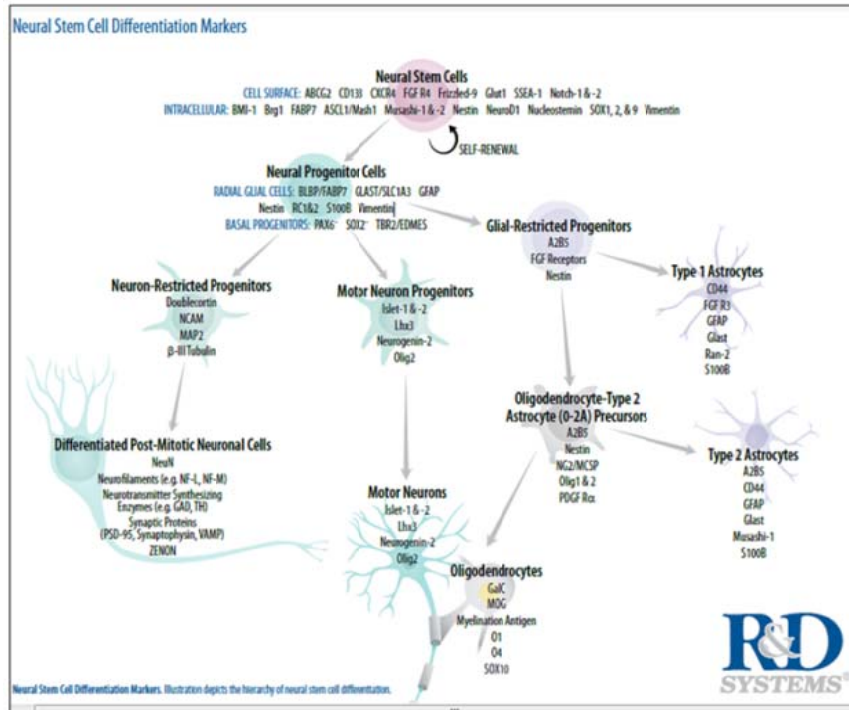 Neural Stem Cell Differentiation Markers
Neural Stem Cells
CELL SURFACE: ABCG2 CD133 CXCR4 FGF R4 Frizzled-9 Glut1 SSEA-1 Notch-1 & -2
INTRACELLULAR: BMI-1 Brg1 FABP7 ASCL1/Mash1 Musashi-1 & -2 Nestin NeuroD1 Nucleostemin SOX1, 2, & 9 Vimentin
SELF-RENEWAL
Neural Progenitor Cells
RADIAL GLIAL CELLS: BLBP/FABP7 GLAST/SLC1A3 GFAP
Nestin RC1&2 S100B Vimentin
BASAL PROGENITORS: PAX6⁻ SOX2⁻ TBR2/EOMES
Glial-Restricted Progenitors
A2B5
FGF Receptors
Nestin
Type 1 Astrocytes
CD44
FGF R3
GFAP
Glast
Ran-2
S100B
Neuron-Restricted Progenitors
Doublecortin
NCAM
MAP2
β-III Tubulin
Motor Neuron Progenitors
Islet-1 & -2
Lhx3
Neurogenin-2
Olig2
Oligodendrocyte-Type 2
Astrocyte (0-2A) Precursors
A2B5
Nestin
NG2/MCSP
Olig1 & 2
PDGF Rα
Type 2 Astrocytes
A2B5
CD44
GFAP
Glast
Musashi-1
S100B
Differentiated Post-Mitotic Neuronal Cells
NeuN
Neurofilaments (e.g. NF-L, NF-M)
Neurotransmitter Synthesizing
Enzymes (e.g. GAD, TH)
Synaptic Proteins
(PSD-95, Synaptophysin, VAMP)
ZENON
Motor Neurons
Islet-1 & -2
Lhx3
Neurogenin-2
Olig2
Oligodendrocytes
GalC
MOG
Myelination Antigen
O1
O4
SOX10
R&D
SYSTEMS®
Neural Stem Cell Differentiation Markers. Illustration depicts the hierarchy of neural stem cell differentiation.